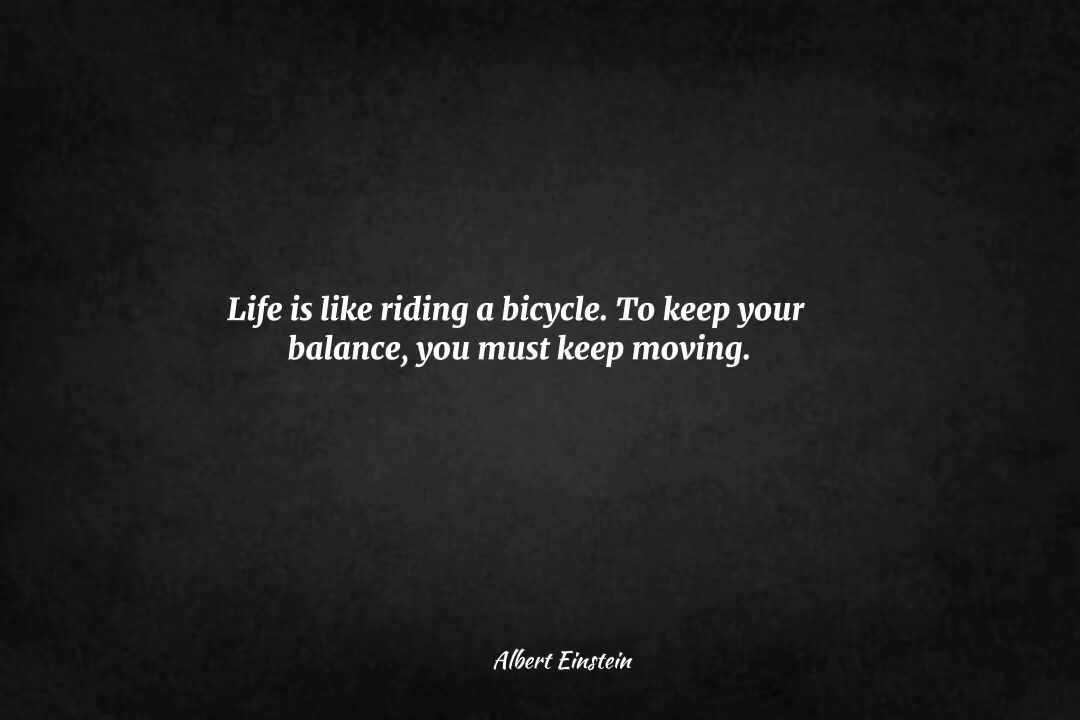 Life is like riding a bicycle. To keep your
balance, you must keep moving.
Albert Einstein